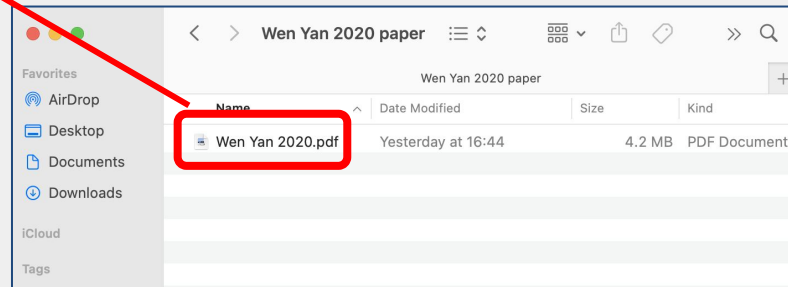 Wen Yan 2020 paper
Favorites
Wen Yan 2020 paper
+
AirDrop
Name Date Modified Size Kind
Desktop
Wen Yan 2020.pdf Yesterday at 16:44 4.2 MB PDF Document
Documents
Downloads
iCloud
Tags